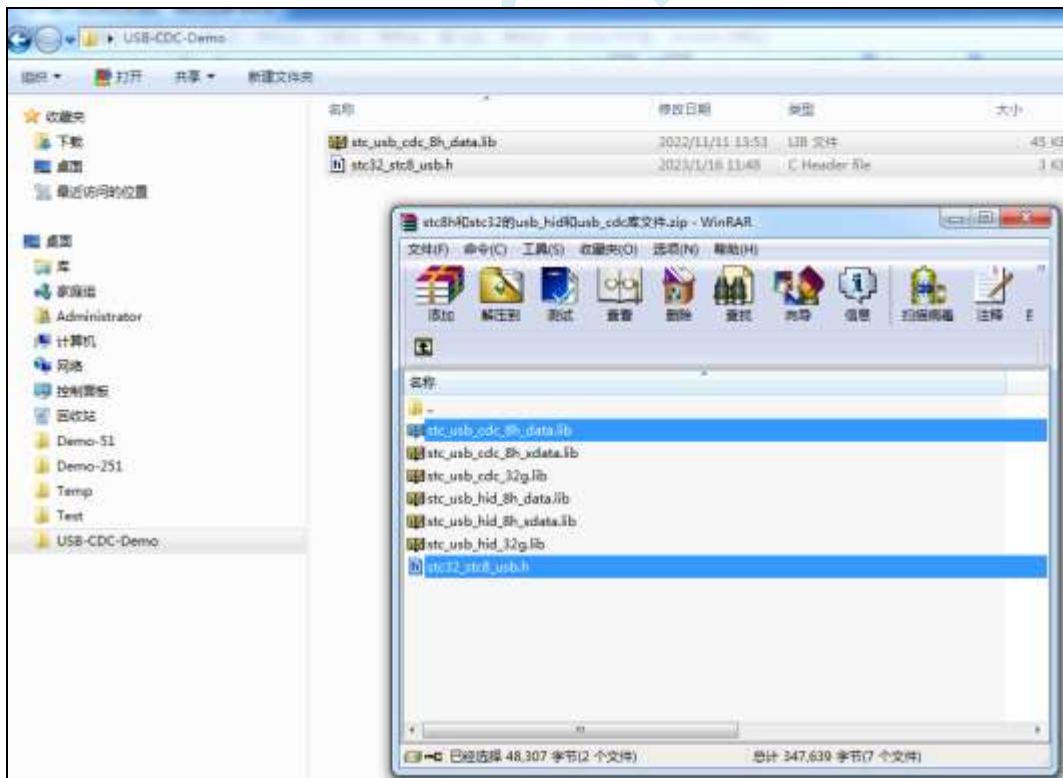 USB-CDC-Demo
组织 打开 共享 新建文件夹
收藏夹
下载
桌面
最近访问的位置
桌面
库
家庭组
Administrator
计算机
网络
控制面板
回收站
Demo-51
Demo-251
Temp
Test
USB-CDC-Demo
名称 修改日期 类型 大小
stc_usb_cdc_8h_data.lib 2022/11/11 13:53 LIB 文件 45 KB
stc32_stc8_usb.h 2023/1/16 11:48 C Header file 3 KB
stc8h和stc32的usb_hid和usb_cdc库文件.zip - WinRAR
文件(F) 命令(C) 工具(S) 收藏夹(O) 选项(N) 帮助(H)
添加 解压到 测试 查看 删除 查找 向导 信息 扫描病毒 注释
名称
..
stc_usb_cdc_8h_data.lib
stc_usb_cdc_8h_xdata.lib
stc_usb_cdc_32g.lib
stc_usb_hid_8h_data.lib
stc_usb_hid_8h_xdata.lib
stc_usb_hid_32g.lib
stc32_stc8_usb.h
已经选择 48,307 字节(2 个文件) 总计 347,639 字节(7 个文件)